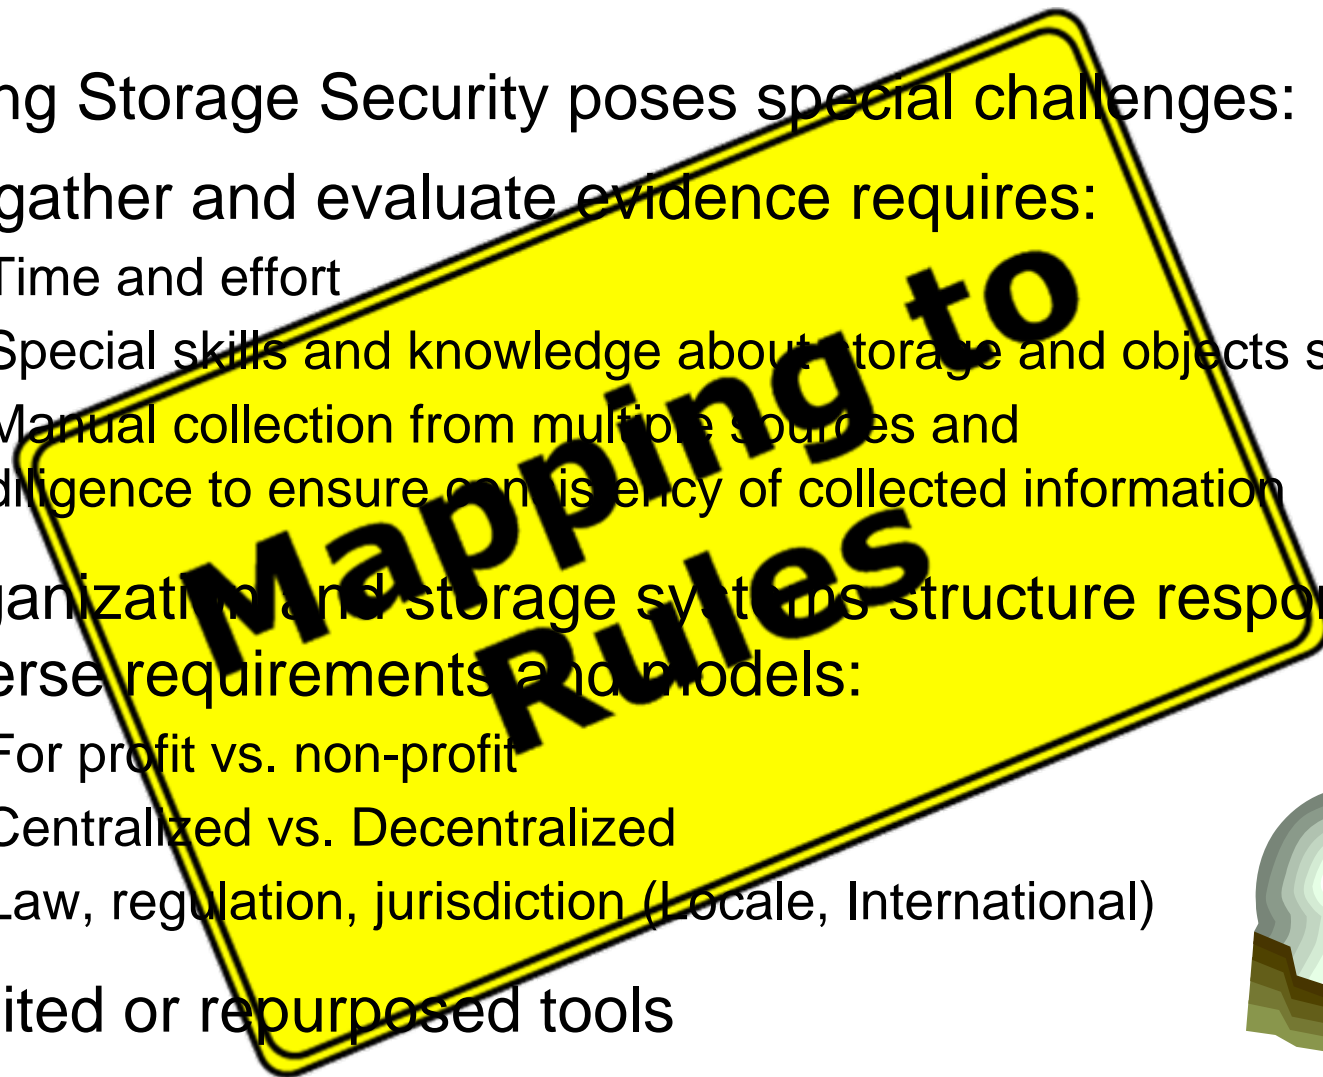 ng Storage Security poses special challenges:
gather and evaluate evidence requires:
Time and effort
Special skills and knowledge about storage and objects s
Manual collection from multiple sources and
diligence to ensure consistency of collected information
ganization and storage systems structure respo
erse requirements and models:
For profit vs. non-profit
Centralized vs. Decentralized
Law, regulation, jurisdiction (Locale, International)
ited or repurposed tools
Mapping to
Rules